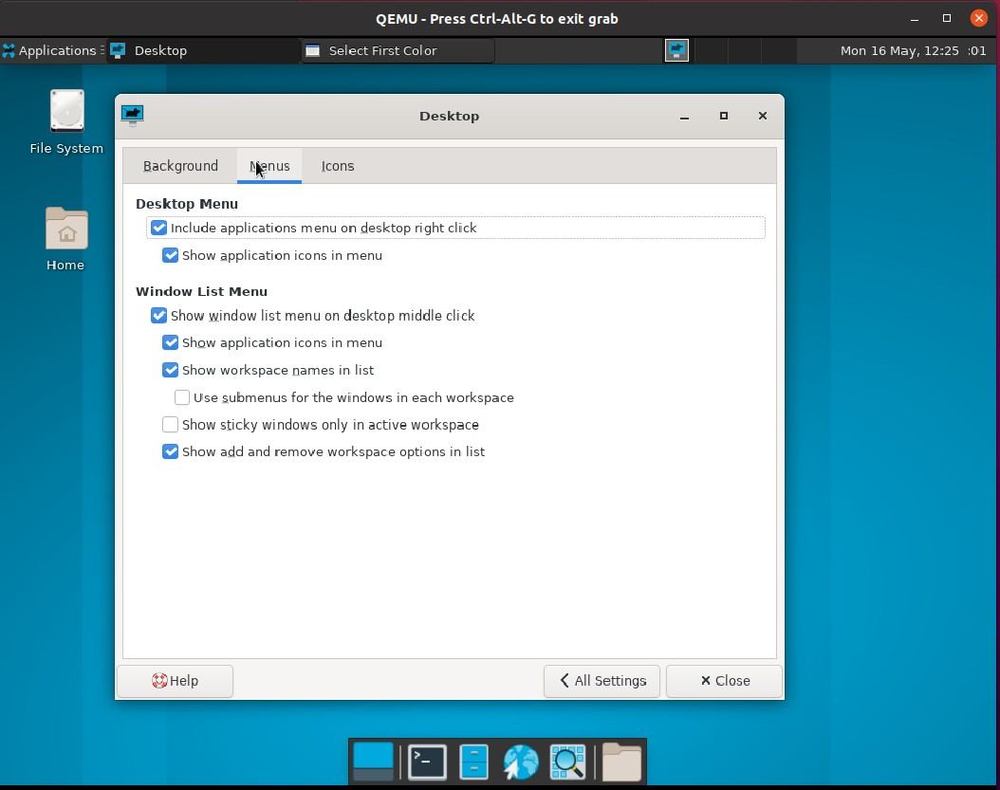 QEMU - Press Ctrl-Alt-G to exit grab
Applications
Desktop
Select First Color
Mon 16 May, 12:25 :01
File System
Home
Desktop
Background
Menus
Icons
Desktop Menu
Include applications menu on desktop right click
Show application icons in menu
Window List Menu
Show window list menu on desktop middle click
Show application icons in menu
Show workspace names in list
Use submenus for the windows in each workspace
Show sticky windows only in active workspace
Show add and remove workspace options in list
Help
All Settings
Close